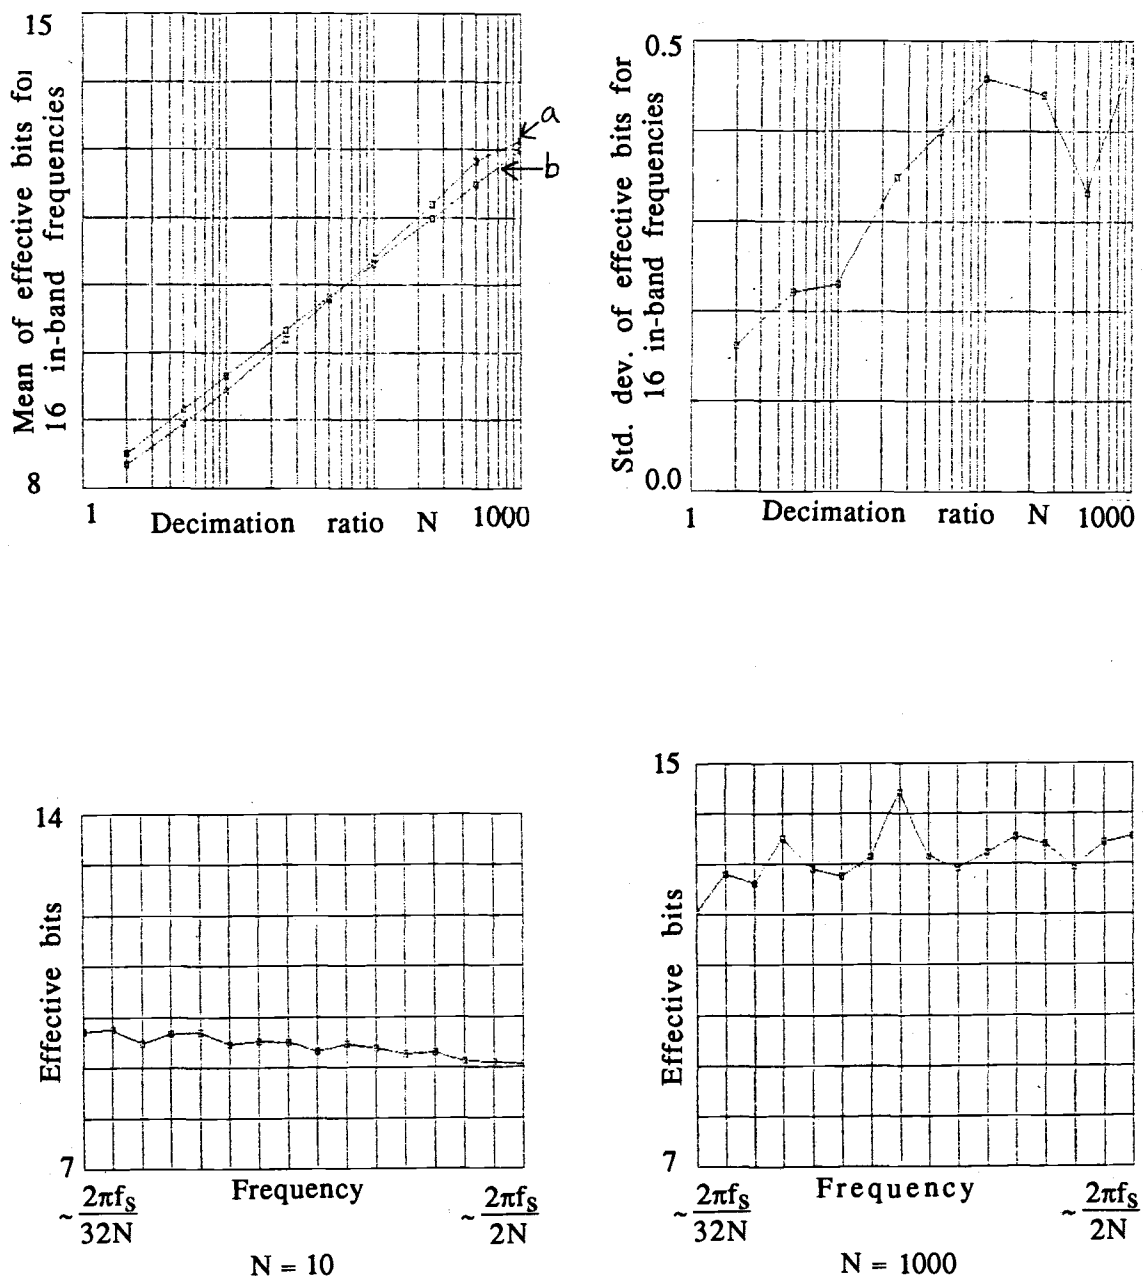 15
Mean of effective bits for
16 in-band frequencies
a
b
8
1
Decimation ratio N
1000
0.5
Std. dev. of effective bits for
16 in-band frequencies
0.0
1
Decimation ratio N
1000
14
Effective bits
7
Frequency
~ 2πfs
32N
~ 2πfs
2N
N = 10
15
Effective bits
7
Frequency
~ 2πfs
32N
~ 2πfs
2N
N = 1000